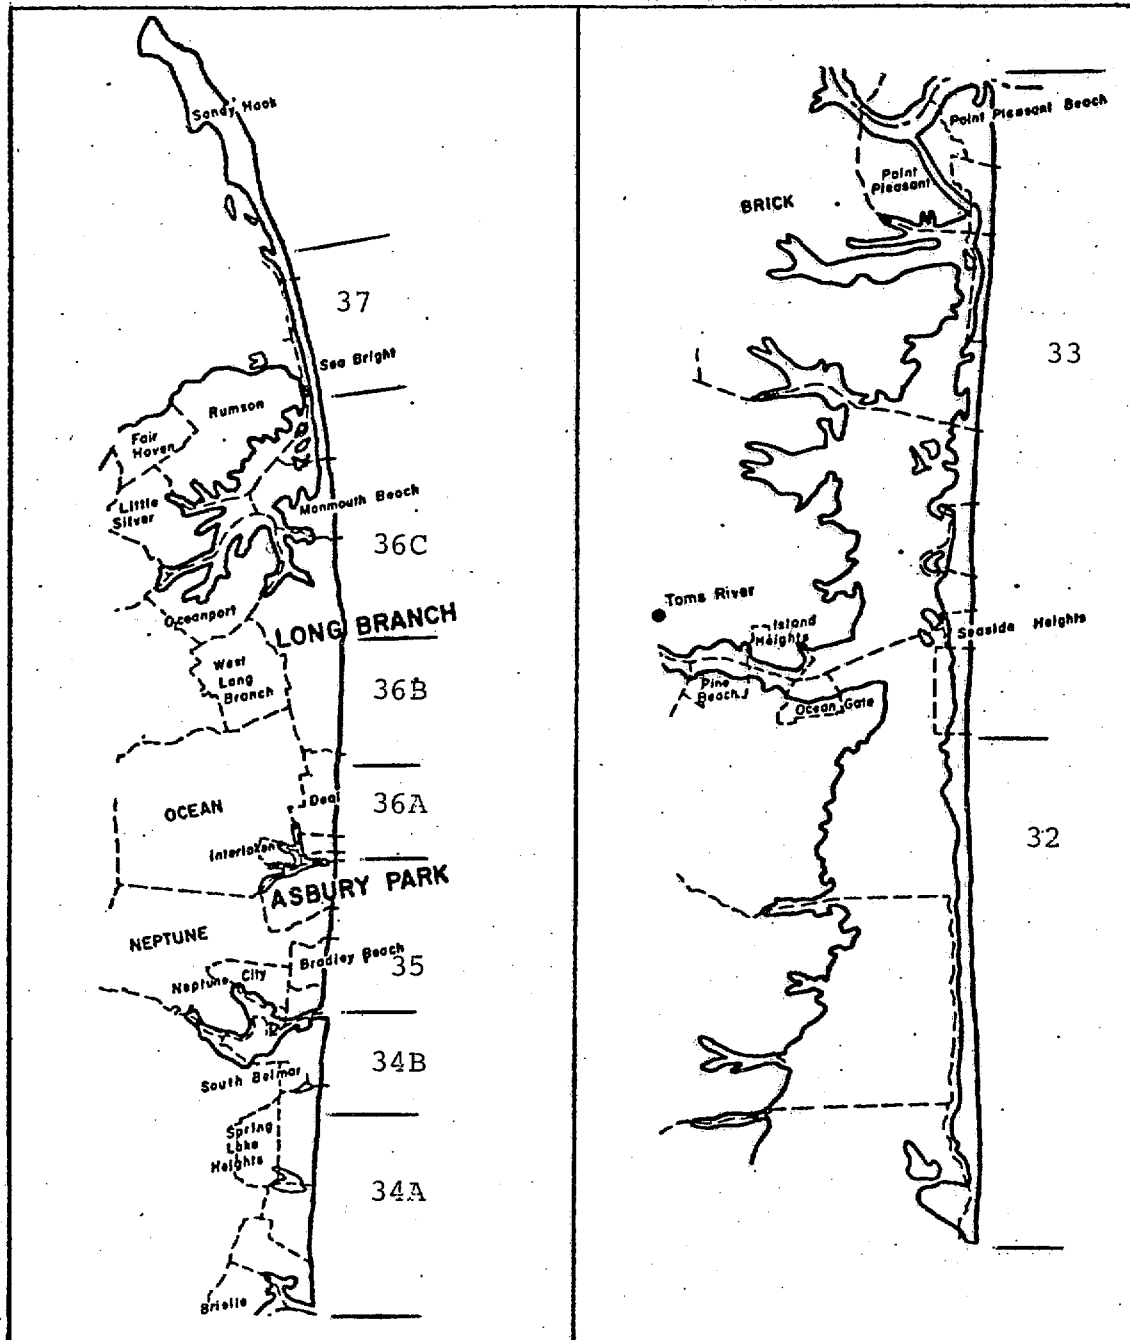 Sandy Hook
37
Sea Bright
Rumson
Fair
Haven
Little
Silver
Monmouth Beach
36C
Oceanport
LONG BRANCH
West
Long
Branch
36B
Deal
36A
OCEAN
Interlaken
ASBURY PARK
NEPTUNE
Bradley Beach
35
Neptune City
34B
South Belmar
Spring
Lake
Heights
34A
Brielle
Point Pleasant Beach
Point
Pleasant
BRICK
33
Toms River
Island
Heights
Seaside Heights
Pine
Beach
Ocean Gate
32